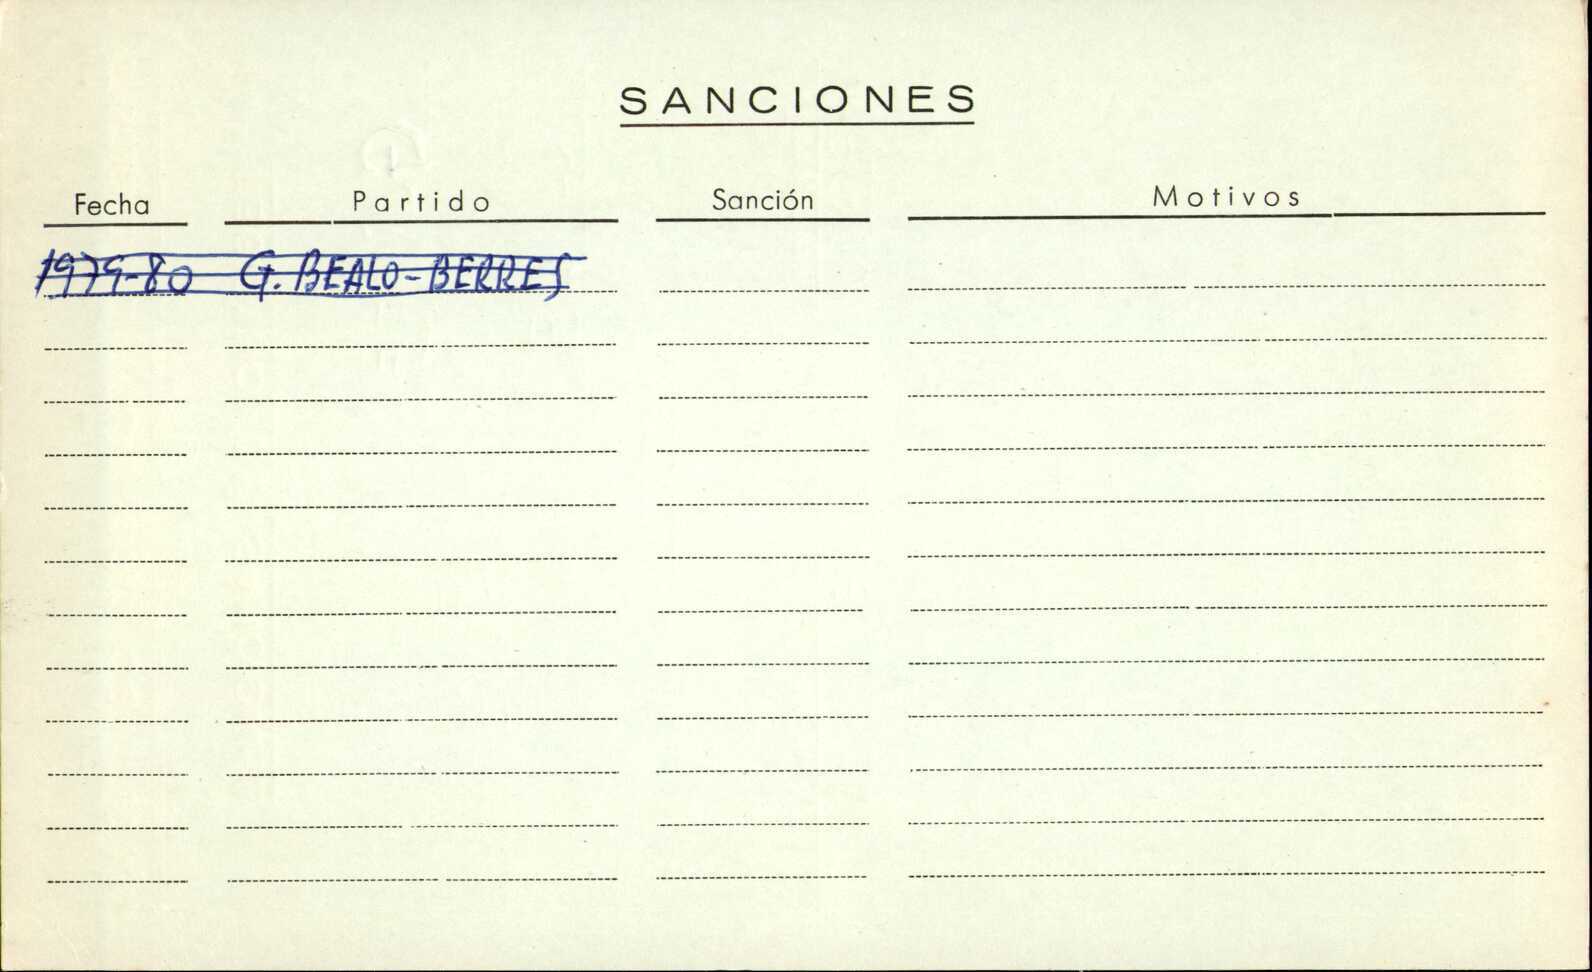 SANCIONES
Fecha Partido Sanción Motivos
1979-80 G. BEALO-BERRES